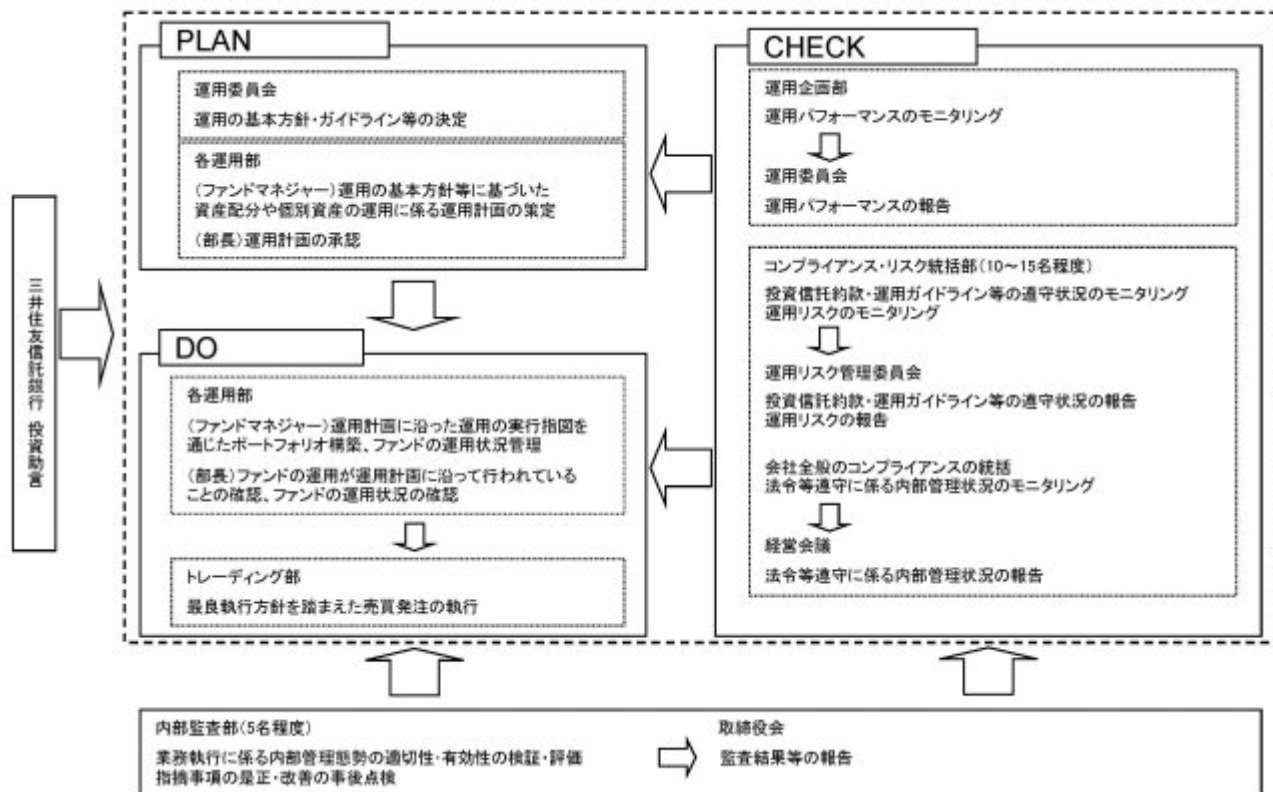 三井住友信託銀行 投資助言
PLAN
運用委員会
運用の基本方針・ガイドライン等の決定
各運用部
(ファンドマネジャー)運用の基本方針等に基づいた
資産配分や個別資産の運用に係る運用計画の策定
(部長)運用計画の承認
DO
各運用部
(ファンドマネジャー)運用計画に沿った運用の実行指図を
通じたポートフォリオ構築、ファンドの運用状況管理
(部長)ファンドの運用が運用計画に沿って行われている
ことの確認、ファンドの運用状況の確認
トレーディング部
最良執行方針を踏まえた売買発注の執行
CHECK
運用企画部
運用パフォーマンスのモニタリング
運用委員会
運用パフォーマンスの報告
コンプライアンス・リスク統括部(10～15名程度)
投資信託約款・運用ガイドライン等の遵守状況のモニタリング
運用リスクのモニタリング
運用リスク管理委員会
投資信託約款・運用ガイドライン等の遵守状況の報告
運用リスクの報告
会社全般のコンプライアンスの統括
法令等遵守に係る内部管理状況のモニタリング
経営会議
法令等遵守に係る内部管理状況の報告
内部監査部(5名程度)
業務執行に係る内部管理態勢の適切性・有効性の検証・評価
指摘事項の是正・改善の事後点検
取締役会
監査結果等の報告